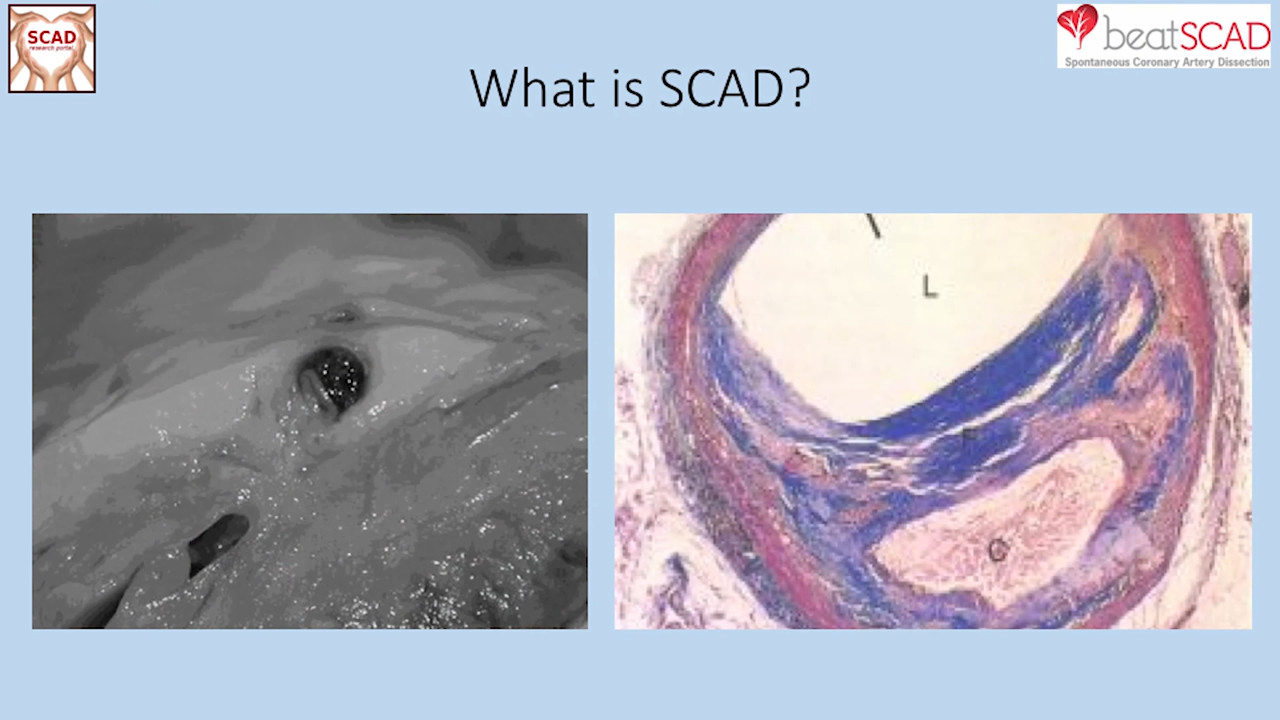 SCAD
research portal
beatSCAD
Spontaneous Coronary Artery Dissection
What is SCAD?
L
F
C